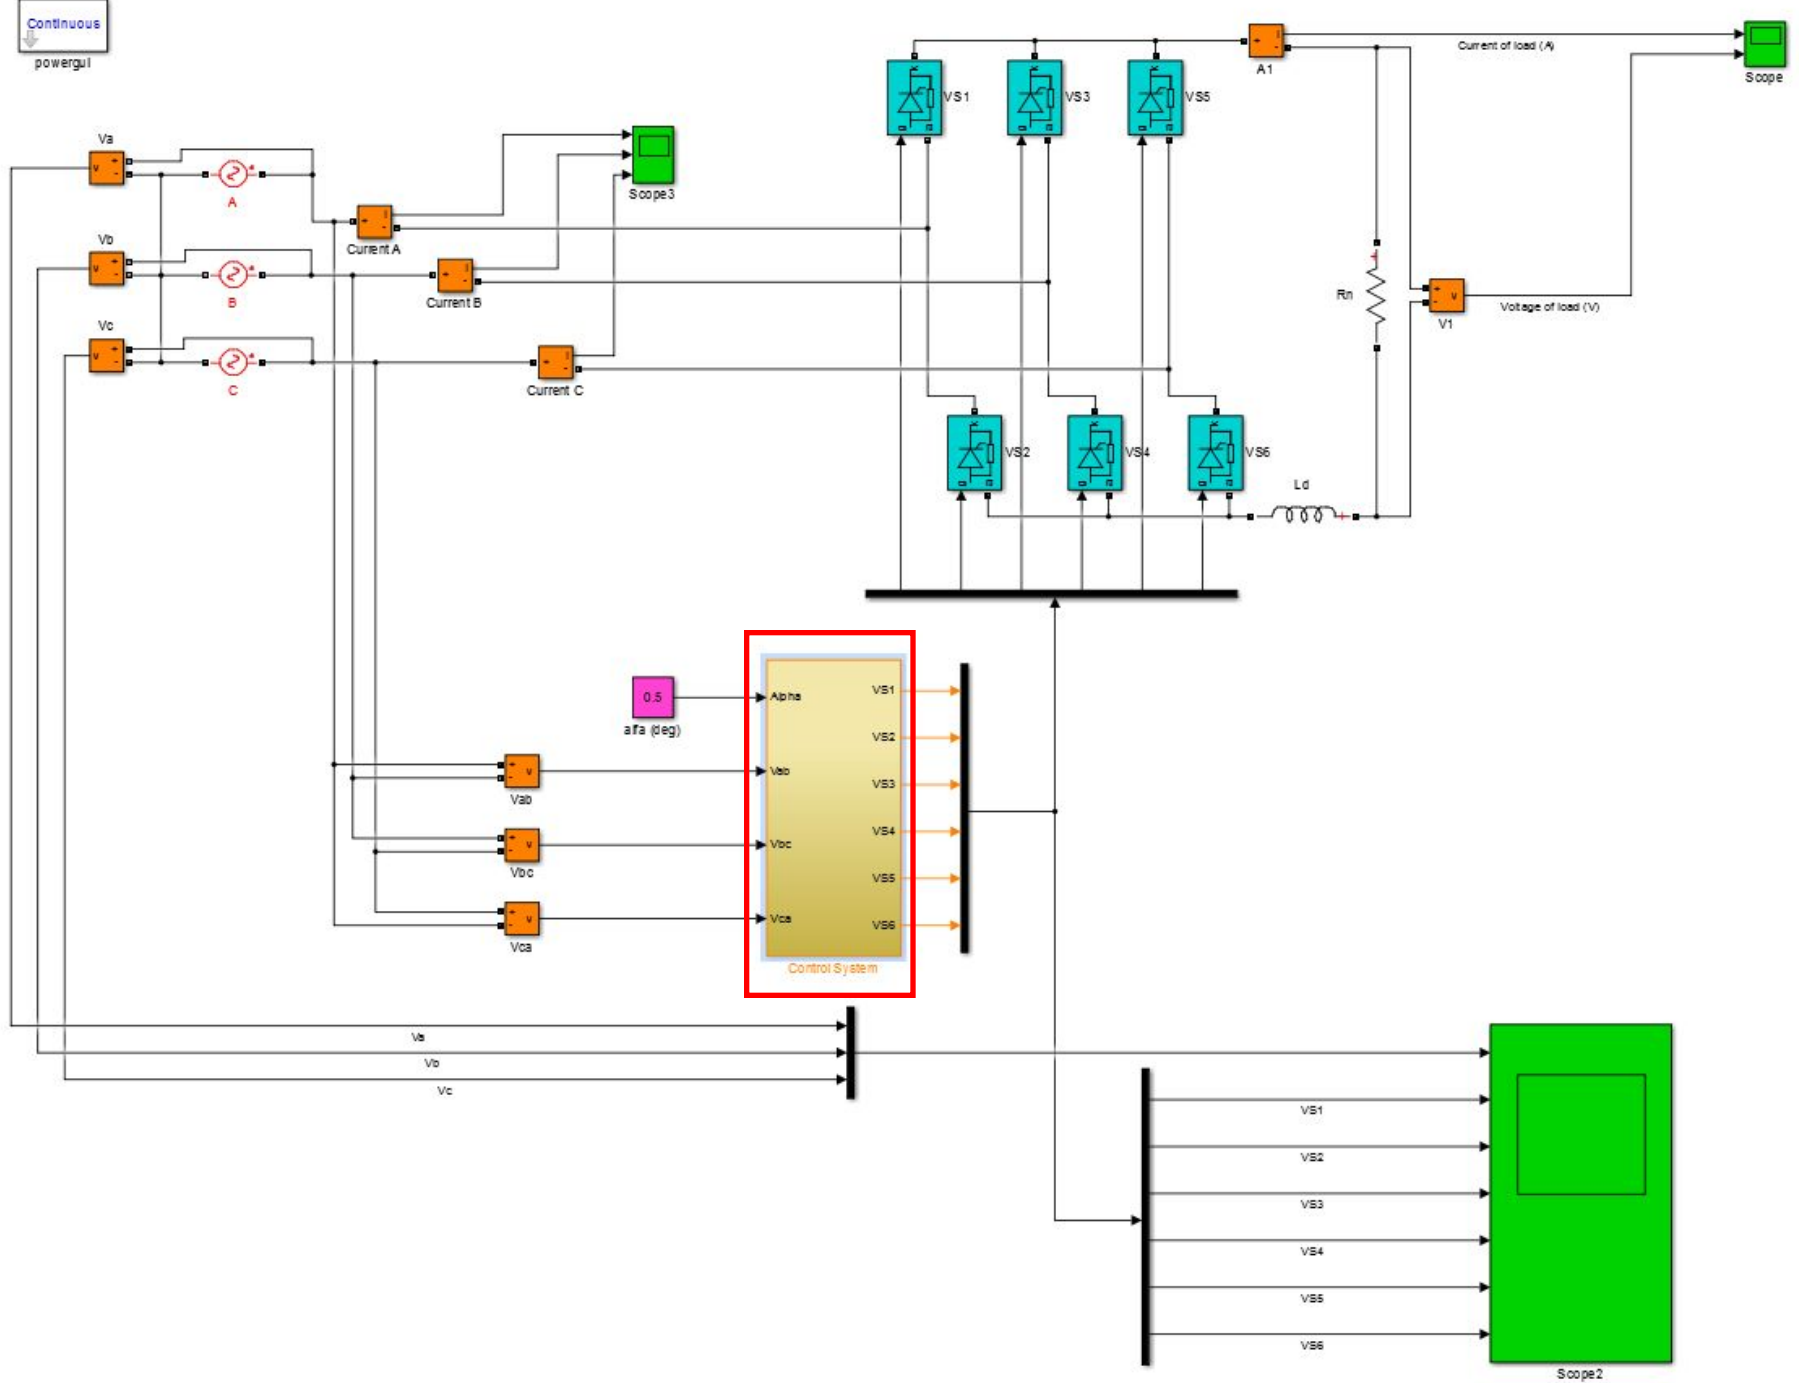 Continuous
powergui
Va
A
Vb
B
Vc
C
Current A
Current B
Current C
Scope3
VS1
VS3
VS5
A1
Current of load (A)
Scope
Rn
V1
Voltage of load (V)
VS2
VS4
VS6
Ld
0.5
alfa (deg)
Alpha
Vab
Vbc
Vca
VS1
VS2
VS3
VS4
VS5
VS6
Control System
Vab
Vbc
Vca
Va
Vb
Vc
VS1
VS2
VS3
VS4
VS5
VS6
Scope2